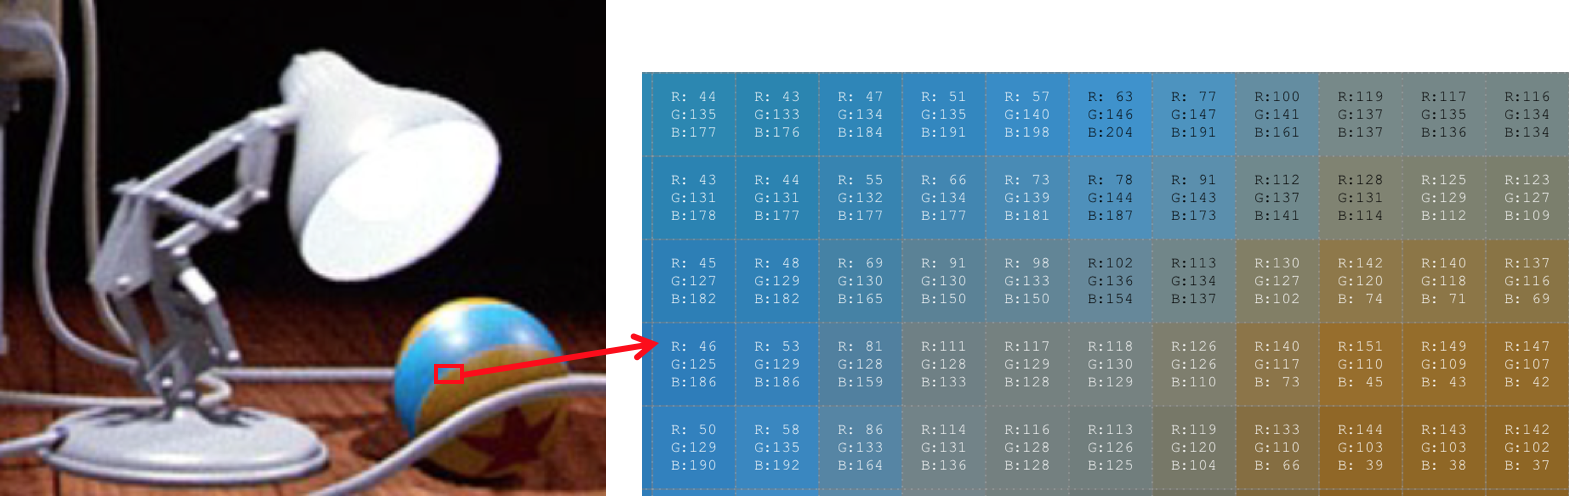 R: 44 R: 43 R: 47 R: 51 R: 57 R: 63 R: 77 R:100 R:119 R:117 R:116
G:135 G:133 G:134 G:135 G:140 G:146 G:147 G:141 G:137 G:135 G:134
B:177 B:176 B:184 B:191 B:198 B:204 B:191 B:161 B:137 B:136 B:134
R: 43 R: 44 R: 55 R: 66 R: 73 R: 78 R: 91 R:112 R:128 R:125 R:123
G:131 G:131 G:132 G:134 G:139 G:144 G:143 G:137 G:131 G:129 G:127
B:178 B:177 B:177 B:177 B:181 B:187 B:173 B:141 B:114 B:112 B:109
R: 45 R: 48 R: 69 R: 91 R: 98 R:102 R:113 R:130 R:142 R:140 R:137
G:127 G:129 G:130 G:130 G:133 G:136 G:134 G:127 G:120 G:118 G:116
B:182 B:182 B:165 B:150 B:150 B:154 B:137 B:102 B: 74 B: 71 B: 69
R: 46 R: 53 R: 81 R:111 R:117 R:118 R:126 R:140 R:151 R:149 R:147
G:125 G:129 G:128 G:128 G:129 G:130 G:126 G:117 G:110 G:109 G:107
B:186 B:186 B:159 B:133 B:128 B:129 B:110 B: 73 B: 45 B: 43 B: 42
R: 50 R: 58 R: 86 R:114 R:116 R:113 R:119 R:133 R:144 R:143 R:142
G:129 G:135 G:133 G:131 G:128 G:126 G:120 G:110 G:103 G:103 G:102
B:190 B:192 B:164 B:136 B:128 B:125 B:104 B: 66 B: 39 B: 38 B: 37